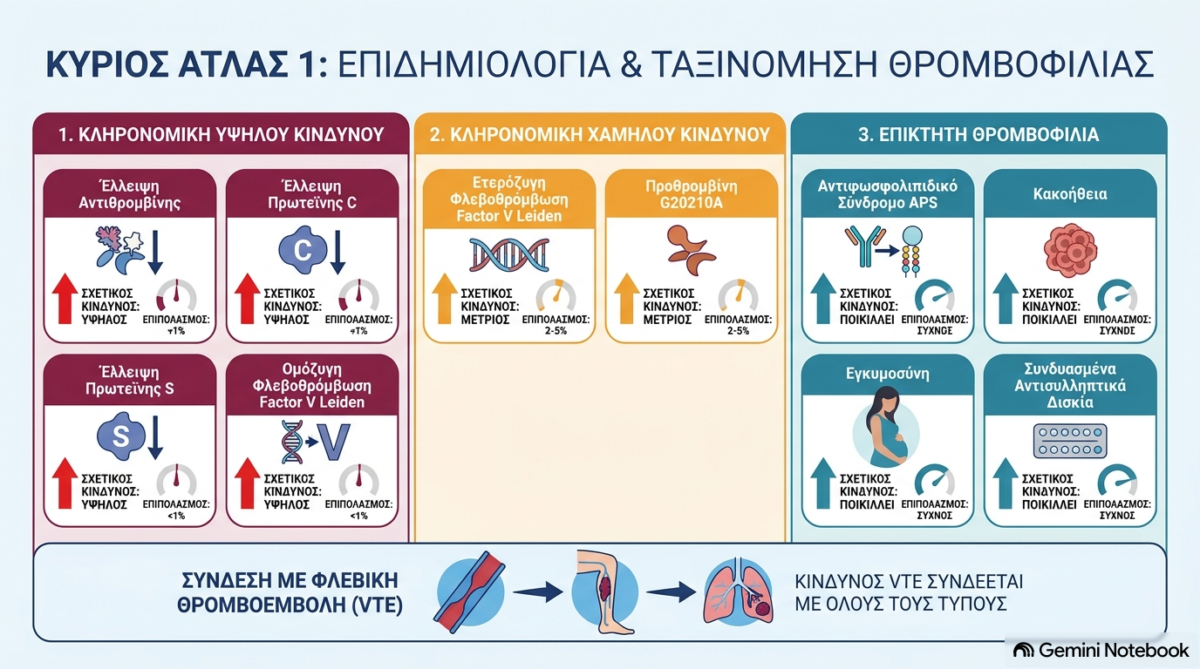 ΚΥΡΙΟΣ ΑΤΛΑΣ 1: ΕΠΙΔΗΜΙΟΛΟΓΙΑ & ΤΑΞΙΝΟΜΗΣΗ ΘΡΟΜΒΟΦΙΛΙΑΣ
1. ΚΛΗΡΟΝΟΜΙΚΗ ΥΨΗΛΟΥ ΚΙΝΔΥΝΟΥ
Έλλειψη
Αντιθρομβίνης
ΣΧΕΤΙΚΟΣ
ΚΙΝΔΥΝΟΣ:
ΥΨΗΛΟΣ
ΕΠΙΠΟΛΑΣΜΟΣ:
1%
Έλλειψη
Πρωτεΐνης C
C
ΣΧΕΤΙΚΟΣ
ΚΙΝΔΥΝΟΣ:
ΥΨΗΛΟΣ
ΕΠΙΠΟΛΑΣΜΟΣ:
Έλλειψη
Πρωτεΐνης S
S
ΣΧΕΤΙΚΟΣ
ΚΙΝΔΥΝΟΣ:
ΥΨΗΛΟΣ
ΕΠΙΠΟΛΑΣΜΟΣ:
<1%
Ομόζυγη
Φλεβοθρόμβωση
Factor V Leiden
V
ΣΧΕΤΙΚΟΣ
ΚΙΝΔΥΝΟΣ:
ΥΨΗΛΟΣ
ΕΠΙΠΟΛΑΣΜΟΣ:
<1%
2. ΚΛΗΡΟΝΟΜΙΚΗ ΧΑΜΗΛΟΥ ΚΙΝΔΥΝΟΥ
Ετερόζυγη
Φλεβοθρόμβωση
Factor V Leiden
ΣΧΕΤΙΚΟΣ
ΚΙΝΔΥΝΟΣ:
ΜΕΤΡΙΟΣ
ΕΠΙΠΟΛΑΣΜΟΣ:
2-5%
Προθρομβίνη
G20210A
ΣΧΕΤΙΚΟΣ
ΚΙΝΔΥΝΟΣ:
ΜΕΤΡΙΟΣ
ΕΠΙΠΟΛΑΣΜΟΣ:
2-5%
3. ΕΠΙΚΤΗΤΗ ΘΡΟΜΒΟΦΙΛΙΑ
Αντιφωσφολιπιδικό
Σύνδρομο APS
ΣΧΕΤΙΚΟΣ
ΚΙΝΔΥΝΟΣ:
ΠΟΙΚΙΛΛΕΙ
ΕΠΙΠΟΛΑΣΜΟΣ:
Κακοήθεια
ΣΧΕΤΙΚΟΣ
ΚΙΝΔΥΝΟΣ:
ΠΟΙΚΙΛΛΕΙ
ΕΠΙΠΟΛΑΣΜΟΣ:
Εγκυμοσύνη
ΣΧΕΤΙΚΟΣ
ΚΙΝΔΥΝΟΣ:
ΠΟΙΚΙΛΛΕΙ
ΕΠΙΠΟΛΑΣΜΟΣ:
ΣΥΧΝΟΣ
Συνδυασμένα
Αντισυλληπτικά
Δισκία
ΣΧΕΤΙΚΟΣ
ΚΙΝΔΥΝΟΣ:
ΠΟΙΚΙΛΛΕΙ
ΕΠΙΠΟΛΑΣΜΟΣ:
ΣΥΧΝΟΣ
ΣΥΝΔΕΣΗ ΜΕ ΦΛΕΒΙΚΗ
ΘΡΟΜΒΟΕΜΒΟΛΗ (VTE)
ΚΙΝΔΥΝΟΣ VTE ΣΥΝΔΕΕΤΑΙ
ΜΕ ΟΛΟΥΣ ΤΟΥΣ ΤΥΠΟΥΣ
Gemini Notebook